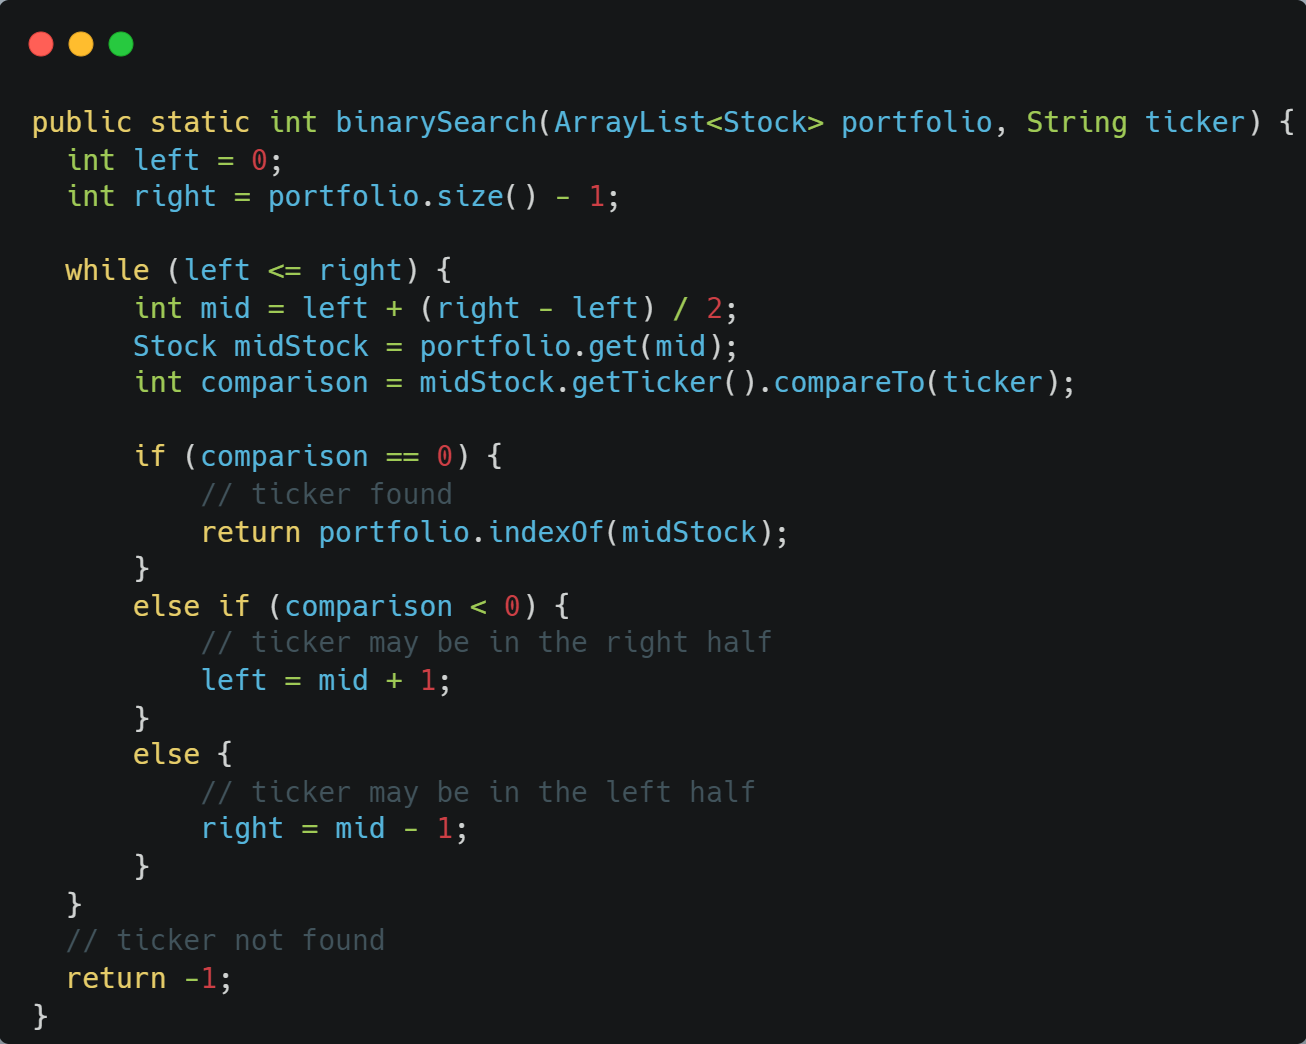 public static int binarySearch(ArrayList<Stock> portfolio, String ticker) {
  int left = 0;
  int right = portfolio.size() - 1;

  while (left <= right) {
      int mid = left + (right - left) / 2;
      Stock midStock = portfolio.get(mid);
      int comparison = midStock.getTicker().compareTo(ticker);

      if (comparison == 0) {
          // ticker found
          return portfolio.indexOf(midStock);
      }
      else if (comparison < 0) {
          // ticker may be in the right half
          left = mid + 1;
      }
      else {
          // ticker may be in the left half
          right = mid - 1;
      }
  }
  // ticker not found
  return -1;
}